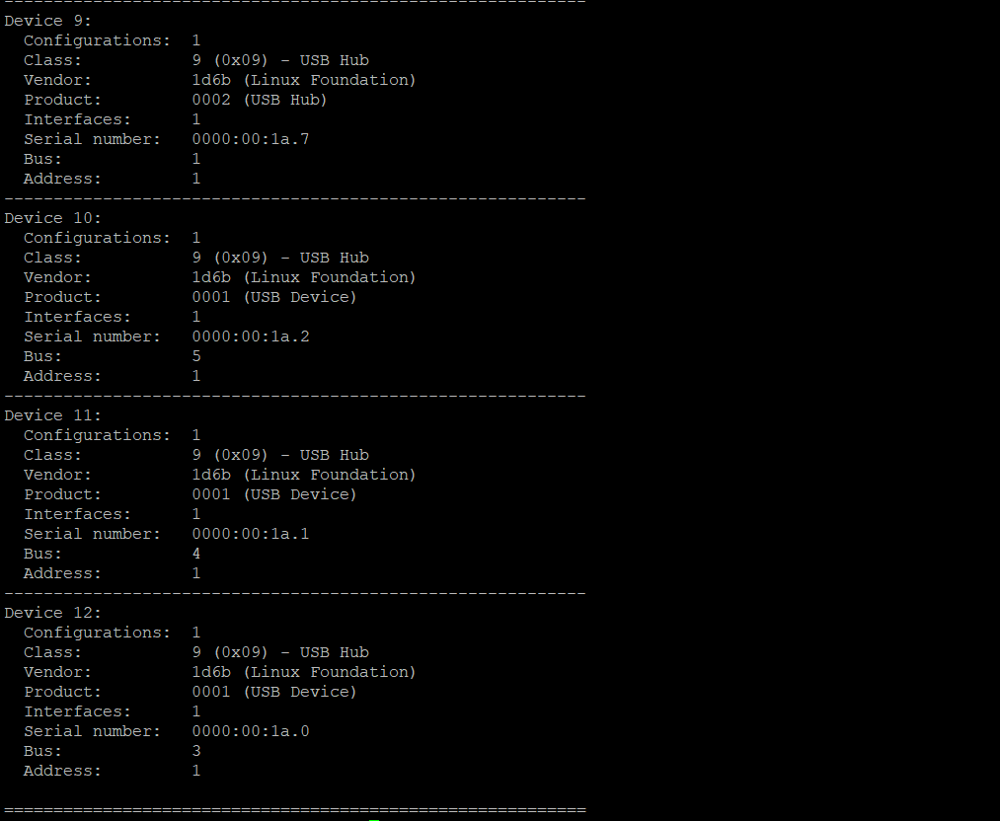 -----------------------------------------------------------
Device 9:
  Configurations:  1
  Class:           9 (0x09) - USB Hub
  Vendor:          1d6b (Linux Foundation)
  Product:         0002 (USB Hub)
  Interfaces:      1
  Serial number:   0000:00:1a.7
  Bus:             1
  Address:         1
-----------------------------------------------------------
Device 10:
  Configurations:  1
  Class:           9 (0x09) - USB Hub
  Vendor:          1d6b (Linux Foundation)
  Product:         0001 (USB Device)
  Interfaces:      1
  Serial number:   0000:00:1a.2
  Bus:             5
  Address:         1
-----------------------------------------------------------
Device 11:
  Configurations:  1
  Class:           9 (0x09) - USB Hub
  Vendor:          1d6b (Linux Foundation)
  Product:         0001 (USB Device)
  Interfaces:      1
  Serial number:   0000:00:1a.1
  Bus:             4
  Address:         1
-----------------------------------------------------------
Device 12:
  Configurations:  1
  Class:           9 (0x09) - USB Hub
  Vendor:          1d6b (Linux Foundation)
  Product:         0001 (USB Device)
  Interfaces:      1
  Serial number:   0000:00:1a.0
  Bus:             3
  Address:         1

===========================================================